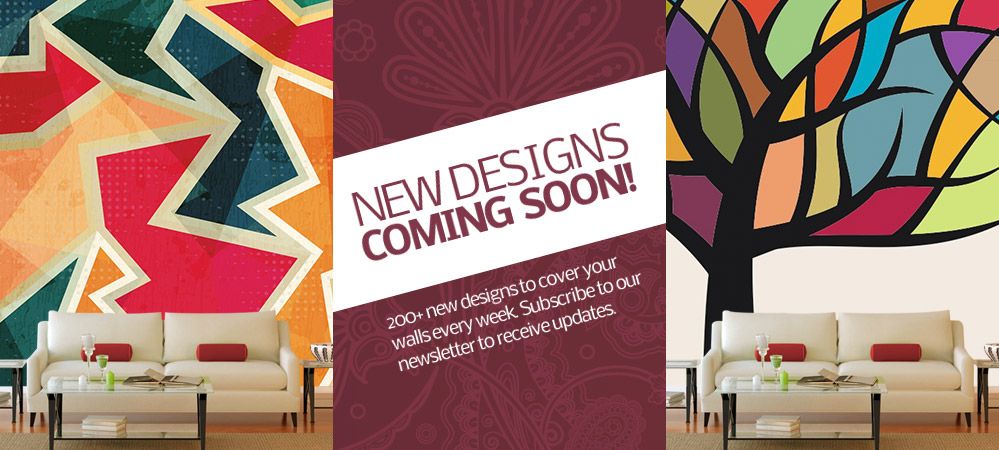 NEW DESIGNS
COMING SOON!
200+ new designs to cover your
walls every week. Subscribe to our
newsletter to receive updates.